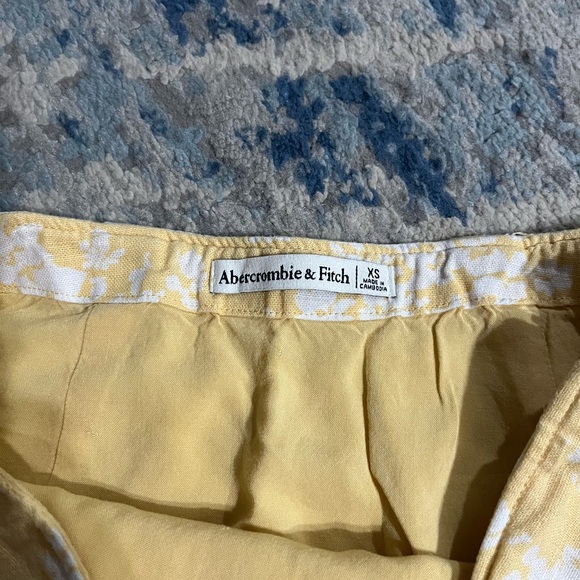 Abercrombie & Fitch
XS
MADE IN
CAMBODIA